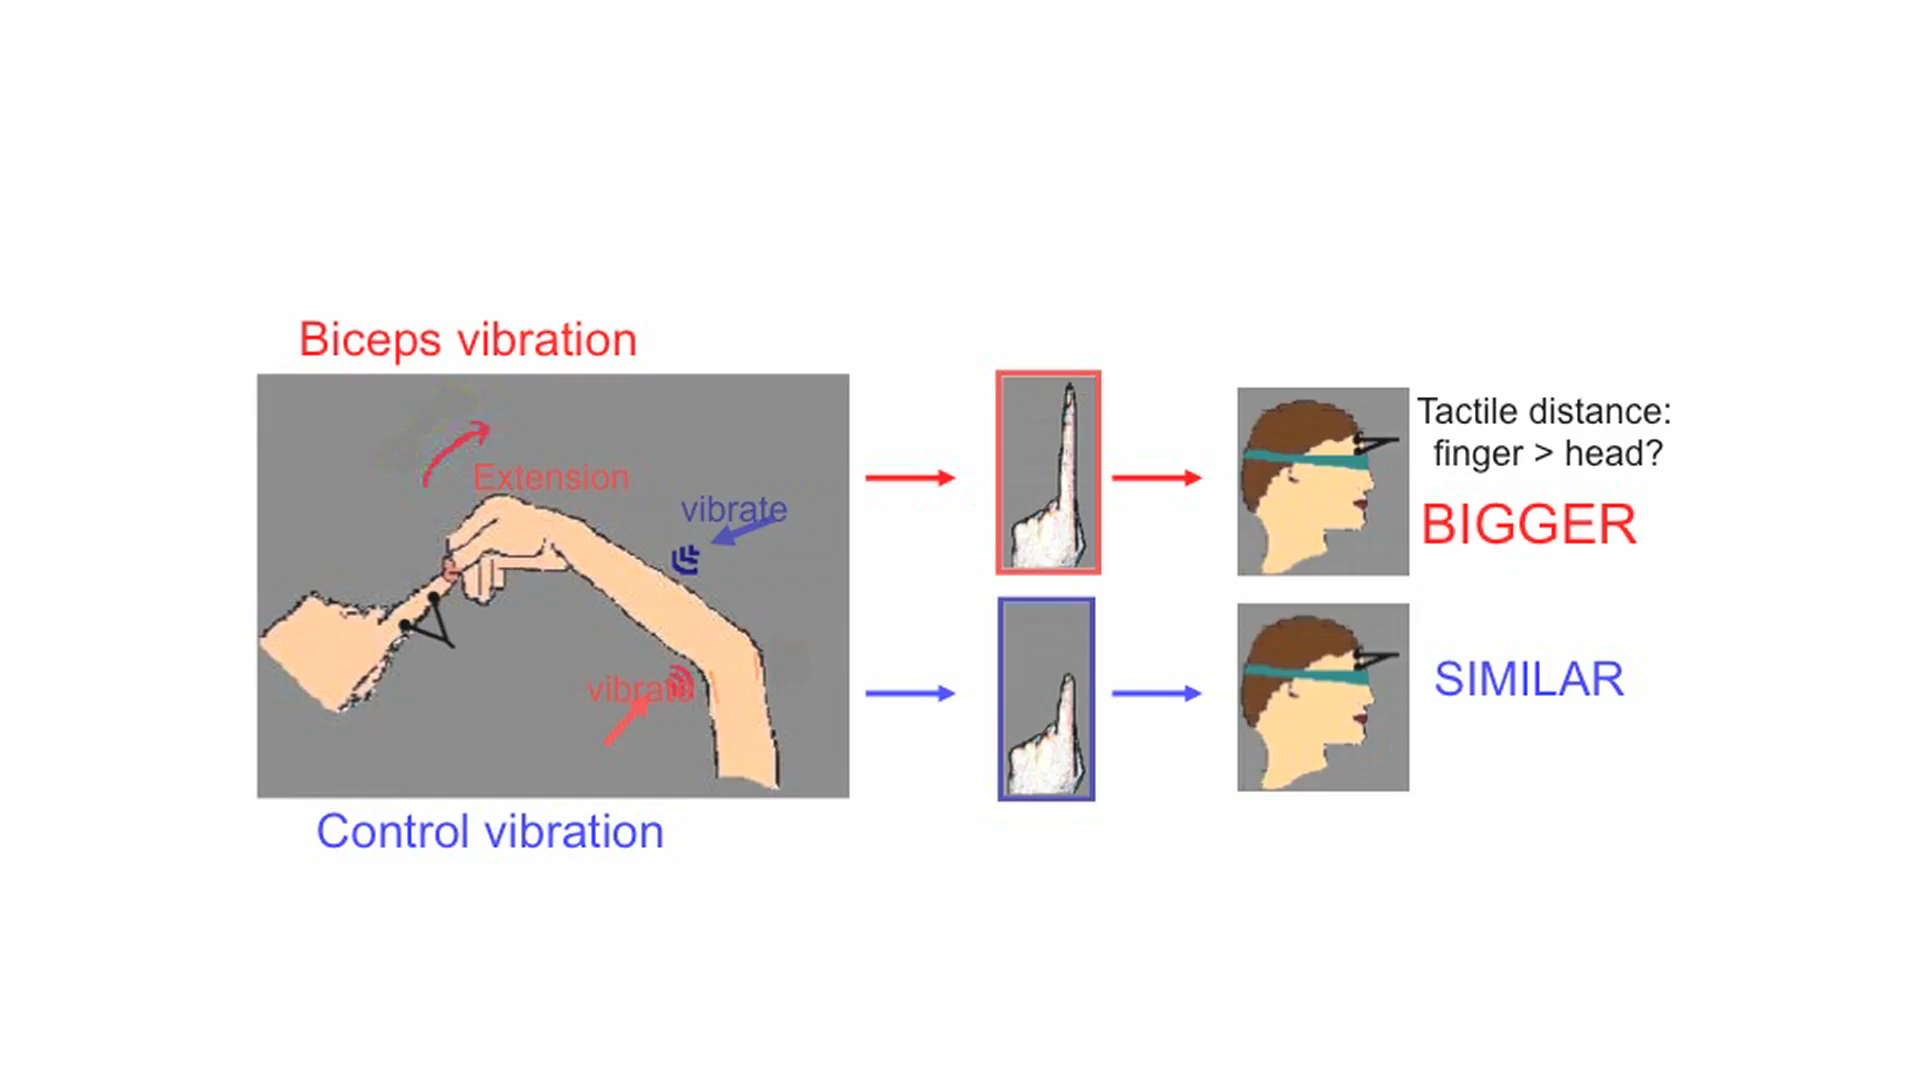 Biceps vibration
Extension
vibrate
vibrate
Control vibration
Tactile distance:
finger > head?
BIGGER
SIMILAR